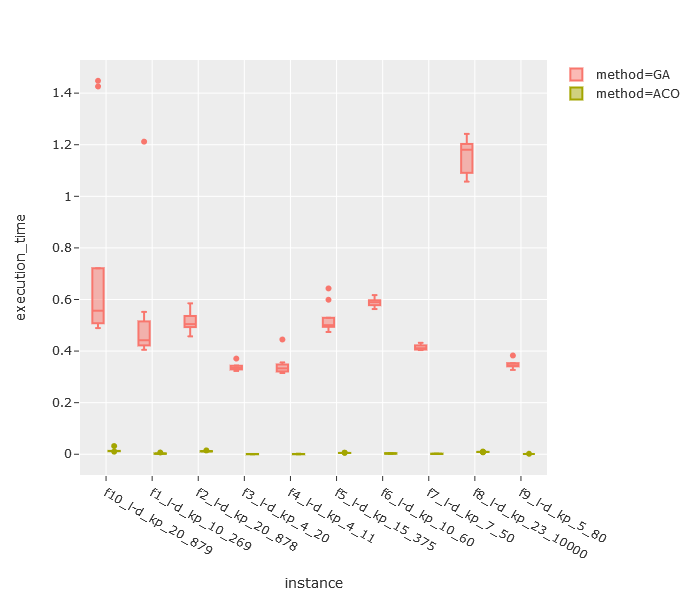 method=GA
method=ACO
1.4
1.2
1
0.8
0.6
0.4
0.2
0
execution_time
f10_l-d_kp_20_879
f1_l-d_kp_10_269
f2_l-d_kp_20_878
f3_l-d_kp_4_20
f4_l-d_kp_4_11
f5_l-d_kp_15_375
f6_l-d_kp_10_60
f7_l-d_kp_7_50
f8_l-d_kp_23_10000
f9_l-d_kp_5_80
instance